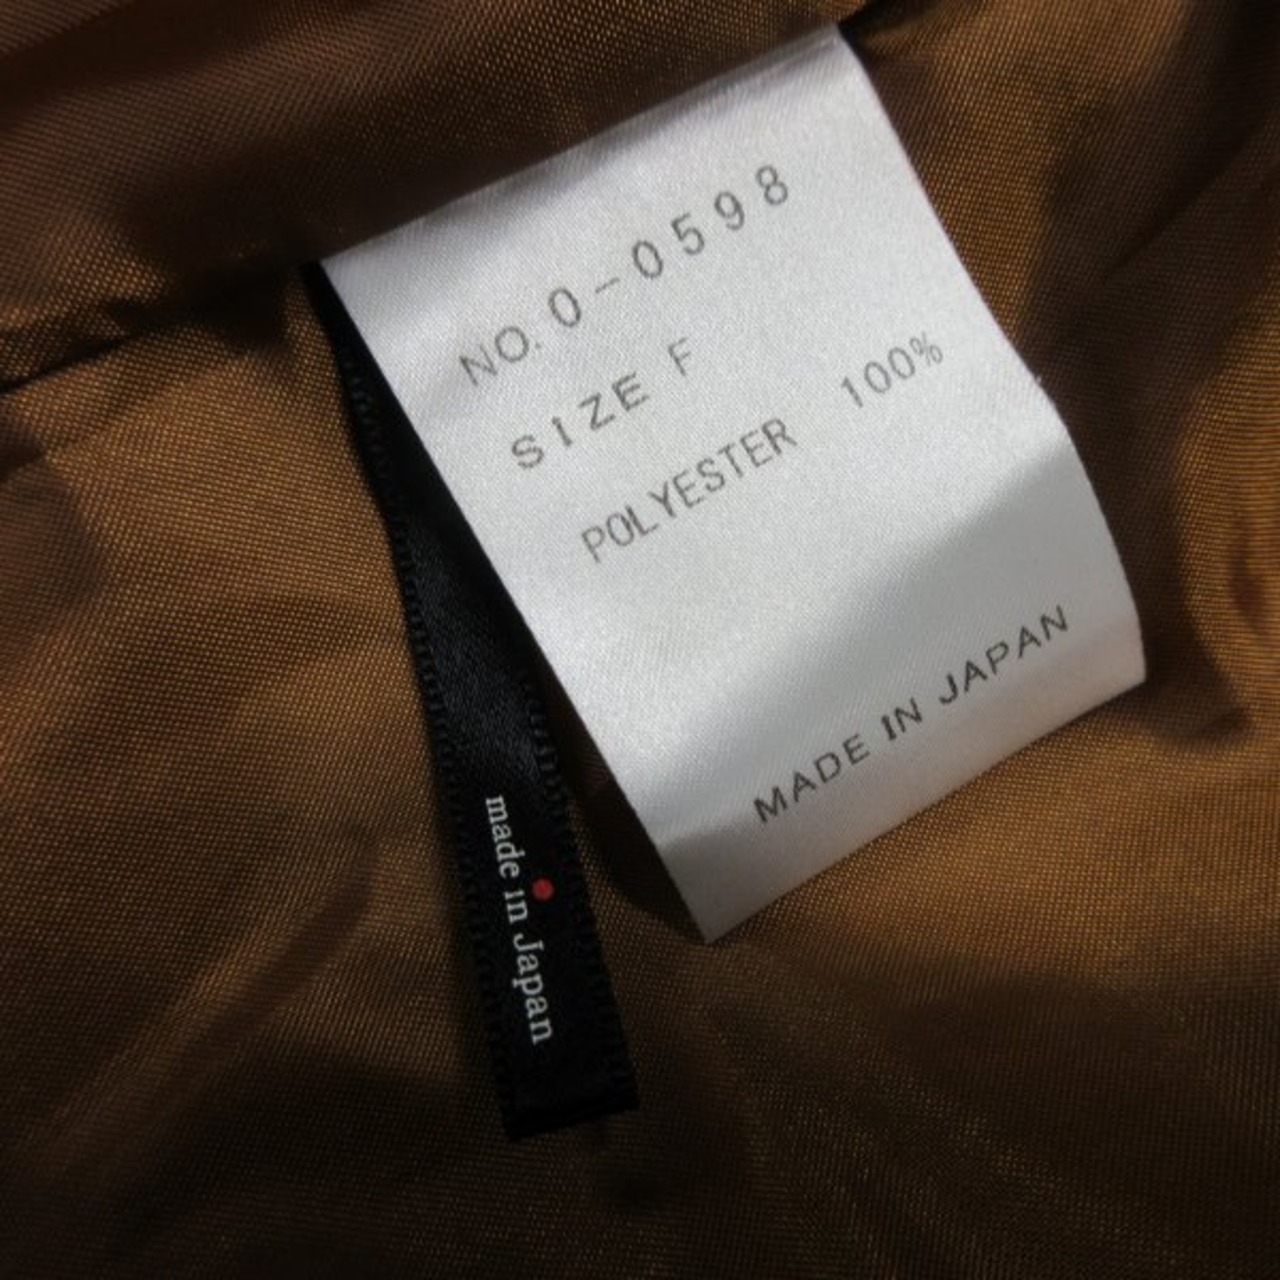 NO. 0-0598
SIZE F
POLYESTER 100%
MADE IN JAPAN
made in Japan